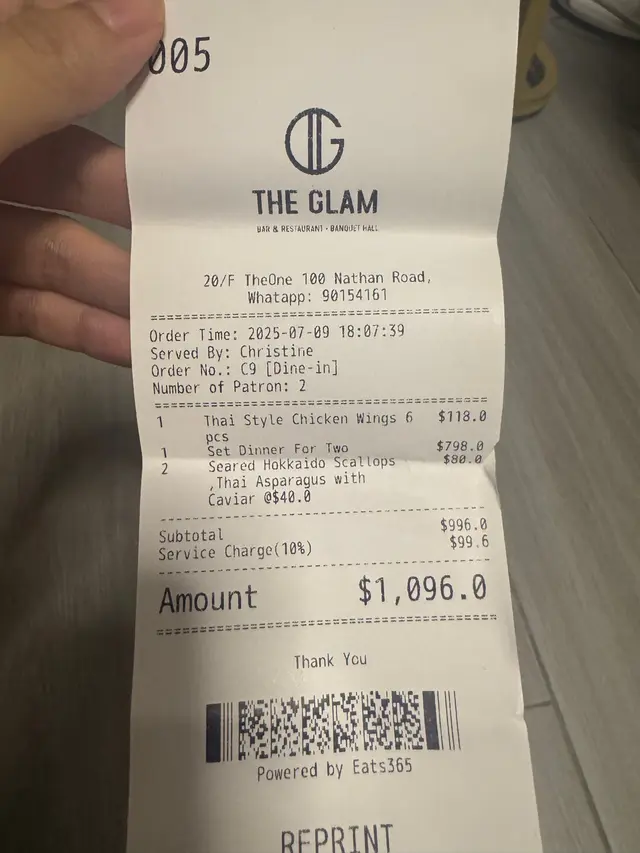 005
THE GLAM
BAR & RESTAURANT · BANQUET HALL
20/F TheOne 100 Nathan Road,
Whatapp: 90154161
Order Time: 2025-07-09 18:07:39
Served By: Christine
Order No.: C9 [Dine-in]
Number of Patron: 2
1 Thai Style Chicken Wings 6 $118.0
pcs
1 Set Dinner For Two $798.0
2 Seared Hokkaido Scallops $80.0
,Thai Asparagus with
Caviar @$40.0
Subtotal $996.0
Service Charge(10%) $99.6
Amount $1,096.0
Thank You
Powered by Eats365
REPRINT